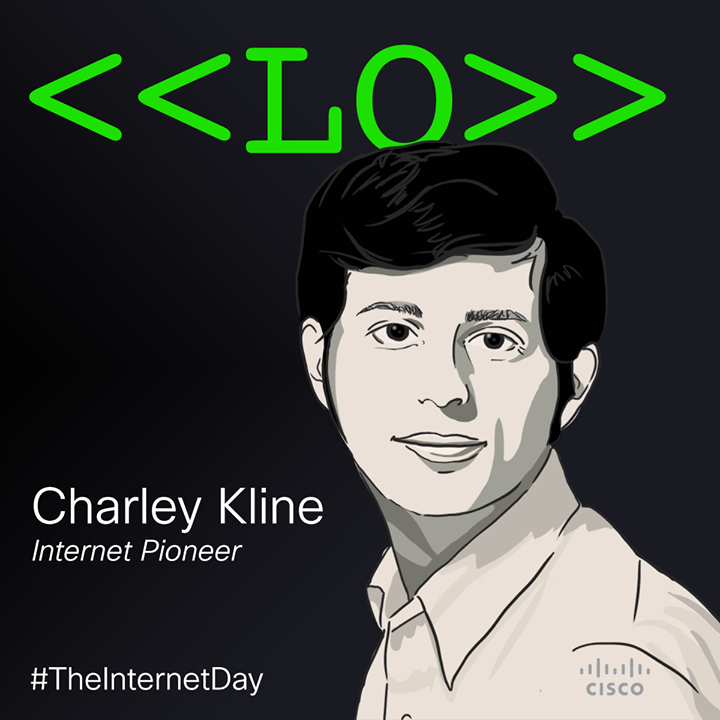 <<LO>>
Charley Kline
Internet Pioneer
#TheInternetDay
CISCO